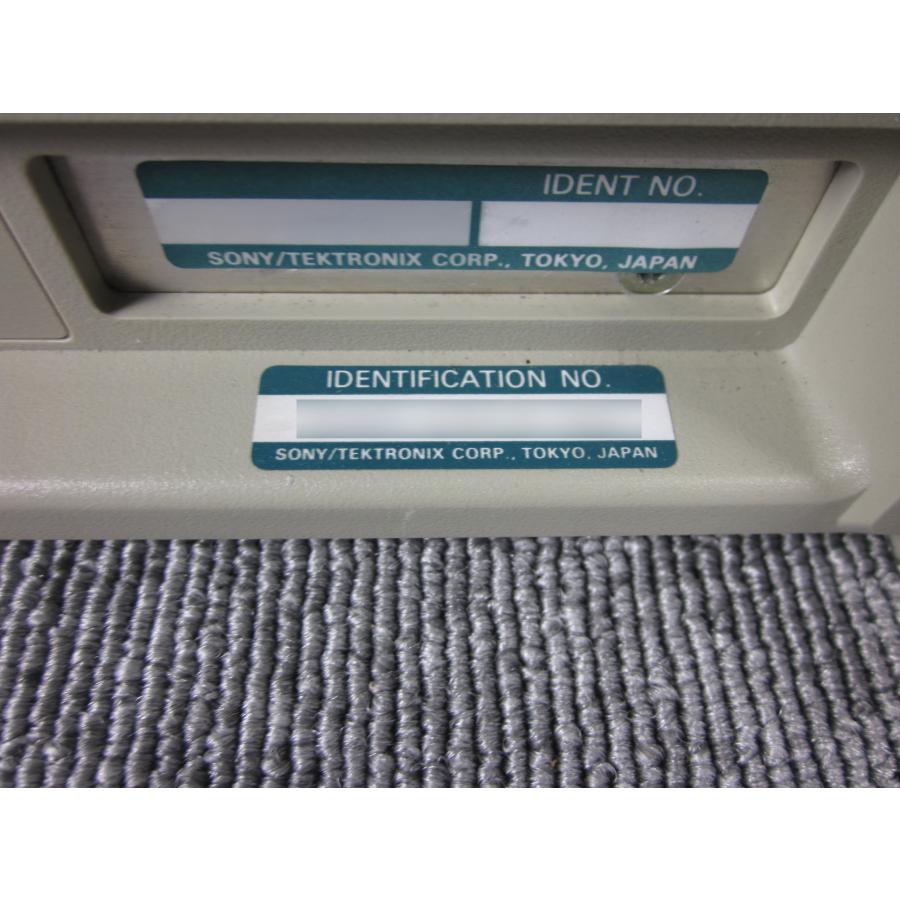 IDENT NO.
SONY/TEKTRONIX CORP., TOKYO, JAPAN
IDENTIFICATION NO.
SONY/TEKTRONIX CORP., TOKYO, JAPAN